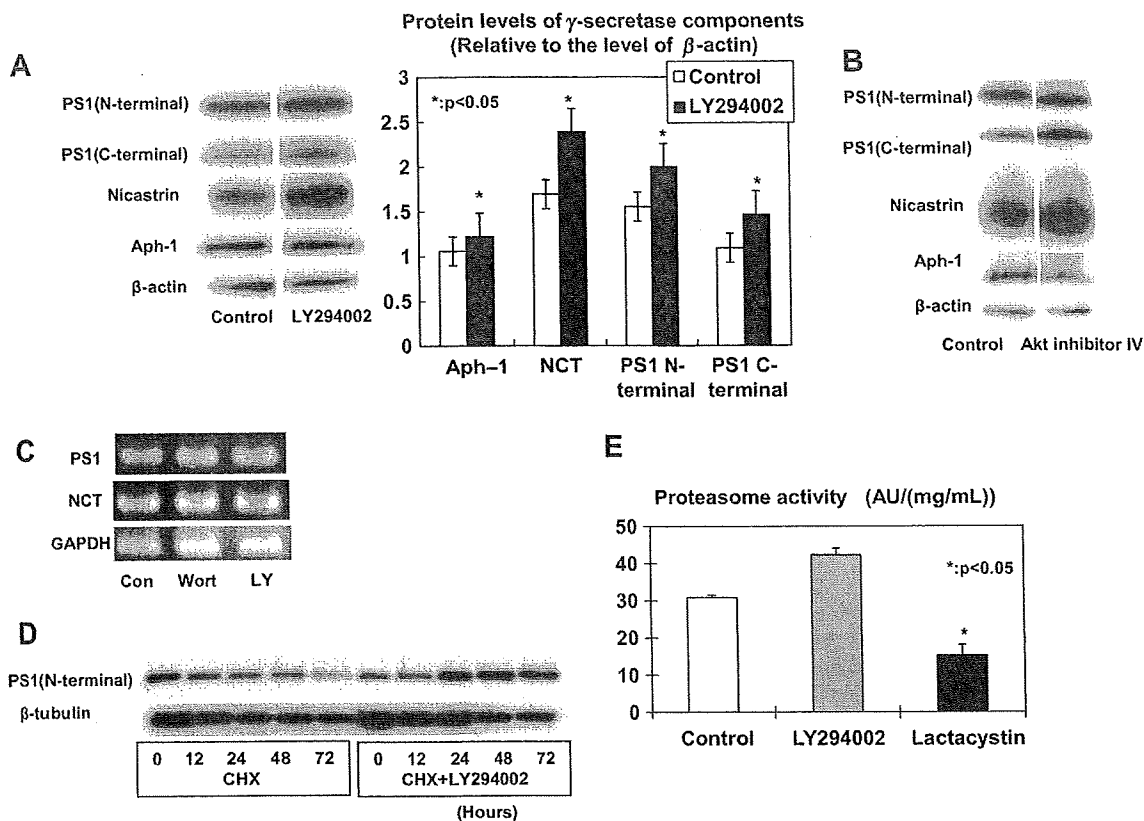 Protein levels of γ-secretase components
(Relative to the level of β-actin)
A
PS1(N-terminal)
PS1(C-terminal)
Nicastrin
Aph-1
β-actin
Control LY294002
3
2.5
2
1.5
1
0.5
0
*:p<0.05
Control
LY294002
*
*
*
*
Aph–1
NCT
PS1 N-
terminal
PS1 C-
terminal
B
PS1(N-terminal)
PS1(C-terminal)
Nicastrin
Aph-1
β-actin
Control Akt inhibitor IV
C
PS1
NCT
GAPDH
Con Wort LY
D
PS1(N-terminal)
β-tubulin
0 12 24 48 72
CHX
0 12 24 48 72
CHX+LY294002
(Hours)
E
Proteasome activity (AU/(mg/mL))
50
40
30
20
10
0
*:p<0.05
*
Control
LY294002
Lactacystin